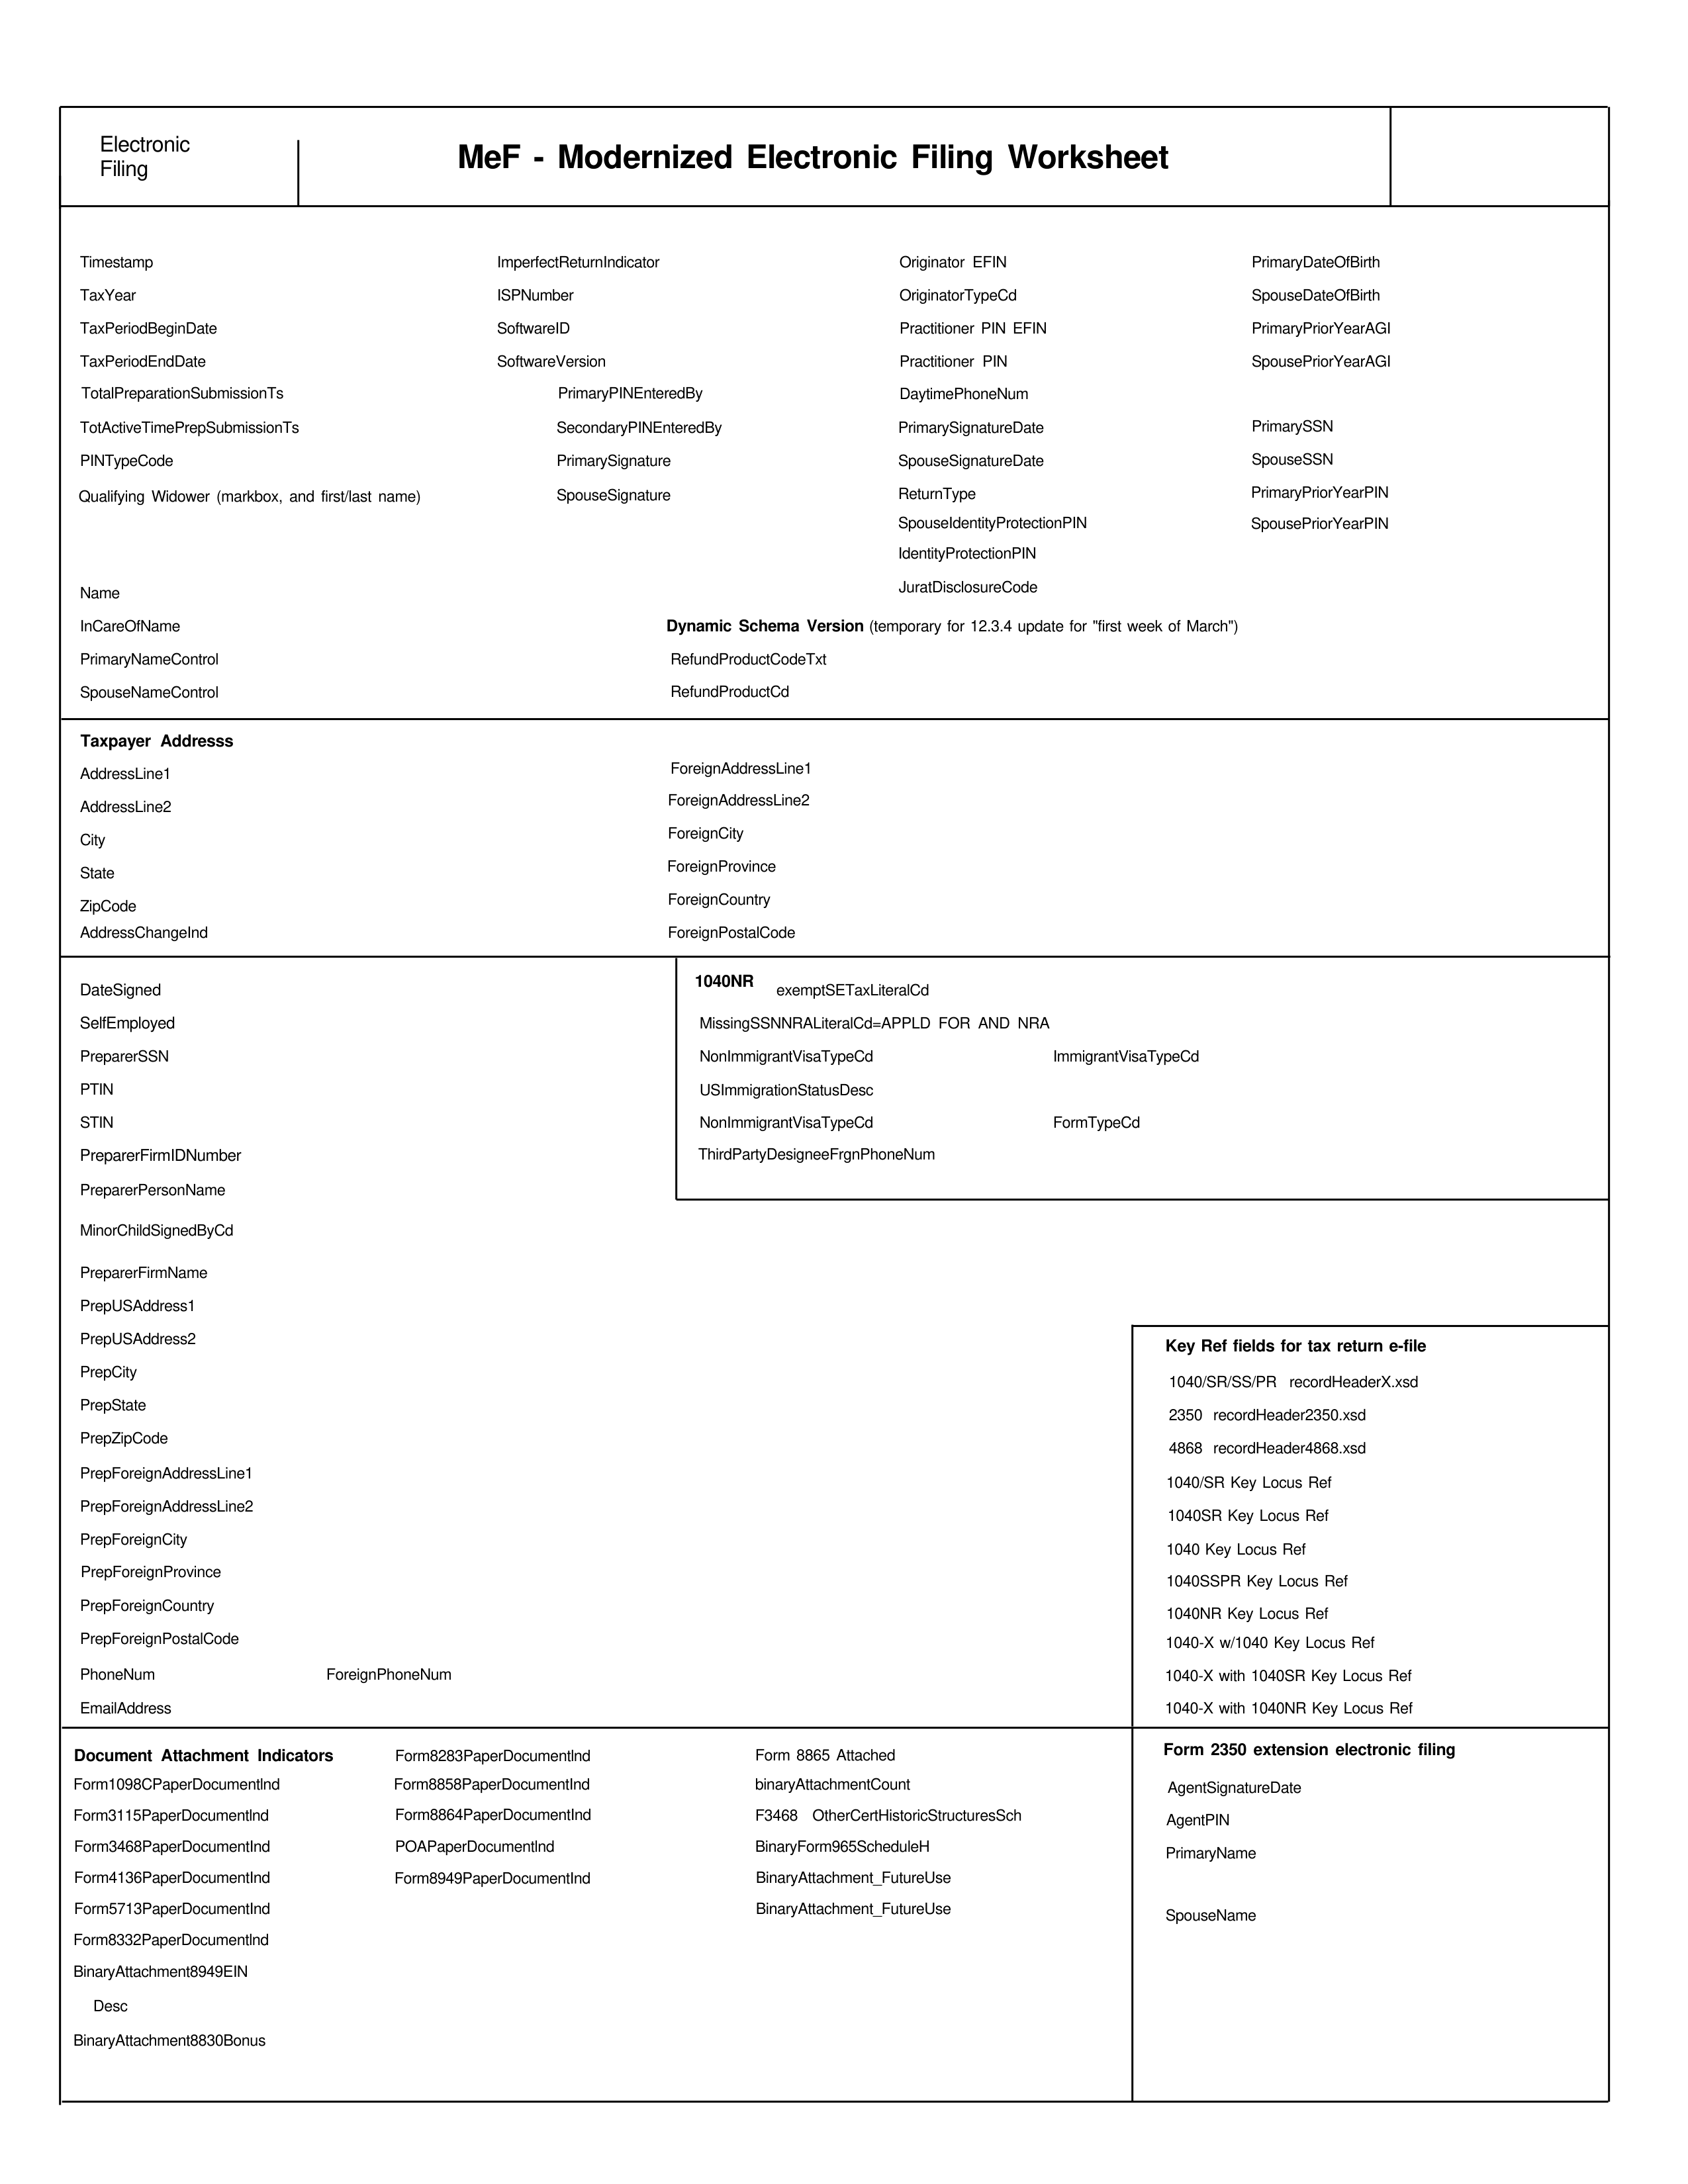 Electronic
Filing
MeF - Modernized Electronic Filing Worksheet
Timestamp
TaxYear
TaxPeriodBeginDate
TaxPeriodEndDate
TotalPreparationSubmissionTs
TotActiveTimePrepSubmissionTs
PINTypeCode
Qualifying Widower (markbox, and first/last name)
ImperfectReturnIndicator
ISPNumber
SoftwareID
SoftwareVersion
PrimaryPINEnteredBy
SecondaryPINEnteredBy
PrimarySignature
SpouseSignature
Originator EFIN
OriginatorTypeCd
Practitioner PIN EFIN
Practitioner PIN
DaytimePhoneNum
PrimarySignatureDate
SpouseSignatureDate
ReturnType
SpouseIdentityProtectionPIN
IdentityProtectionPIN
JuratDisclosureCode
PrimaryDateOfBirth
SpouseDateOfBirth
PrimaryPriorYearAGI
SpousePriorYearAGI
PrimarySSN
SpouseSSN
PrimaryPriorYearPIN
SpousePriorYearPIN
Name
InCareOfName
PrimaryNameControl
SpouseNameControl
Dynamic Schema Version (temporary for 12.3.4 update for "first week of March")
RefundProductCodeTxt
RefundProductCd
Taxpayer Addresss
AddressLine1
AddressLine2
City
State
ZipCode
AddressChangeInd
ForeignAddressLine1
ForeignAddressLine2
ForeignCity
ForeignProvince
ForeignCountry
ForeignPostalCode
DateSigned
SelfEmployed
PreparerSSN
PTIN
STIN
PreparerFirmIDNumber
PreparerPersonName
MinorChildSignedByCd
PreparerFirmName
PrepUSAddress1
PrepUSAddress2
PrepCity
PrepState
PrepZipCode
PrepForeignAddressLine1
PrepForeignAddressLine2
PrepForeignCity
PrepForeignProvince
PrepForeignCountry
PrepForeignPostalCode
PhoneNum ForeignPhoneNum
EmailAddress
1040NR exemptSETaxLiteralCd
MissingSSNNRALiteralCd=APPLD FOR AND NRA
NonImmigrantVisaTypeCd ImmigrantVisaTypeCd
USImmigrationStatusDesc
NonImmigrantVisaTypeCd FormTypeCd
ThirdPartyDesigneeFrgnPhoneNum
Key Ref fields for tax return e-file
1040/SR/SS/PR recordHeaderX.xsd
2350 recordHeader2350.xsd
4868 recordHeader4868.xsd
1040/SR Key Locus Ref
1040SR Key Locus Ref
1040 Key Locus Ref
1040SSPR Key Locus Ref
1040NR Key Locus Ref
1040-X w/1040 Key Locus Ref
1040-X with 1040SR Key Locus Ref
1040-X with 1040NR Key Locus Ref
Document Attachment Indicators
Form1098CPaperDocumentInd
Form3115PaperDocumentInd
Form3468PaperDocumentInd
Form4136PaperDocumentInd
Form5713PaperDocumentInd
Form8332PaperDocumentInd
BinaryAttachment8949EIN
Desc
BinaryAttachment8830Bonus
Form8283PaperDocumentInd
Form8858PaperDocumentInd
Form8864PaperDocumentInd
POAPaperDocumentInd
Form8949PaperDocumentInd
Form 8865 Attached
binaryAttachmentCount
F3468 OtherCertHistoricStructuresSch
BinaryForm965ScheduleH
BinaryAttachment_FutureUse
BinaryAttachment_FutureUse
Form 2350 extension electronic filing
AgentSignatureDate
AgentPIN
PrimaryName
SpouseName